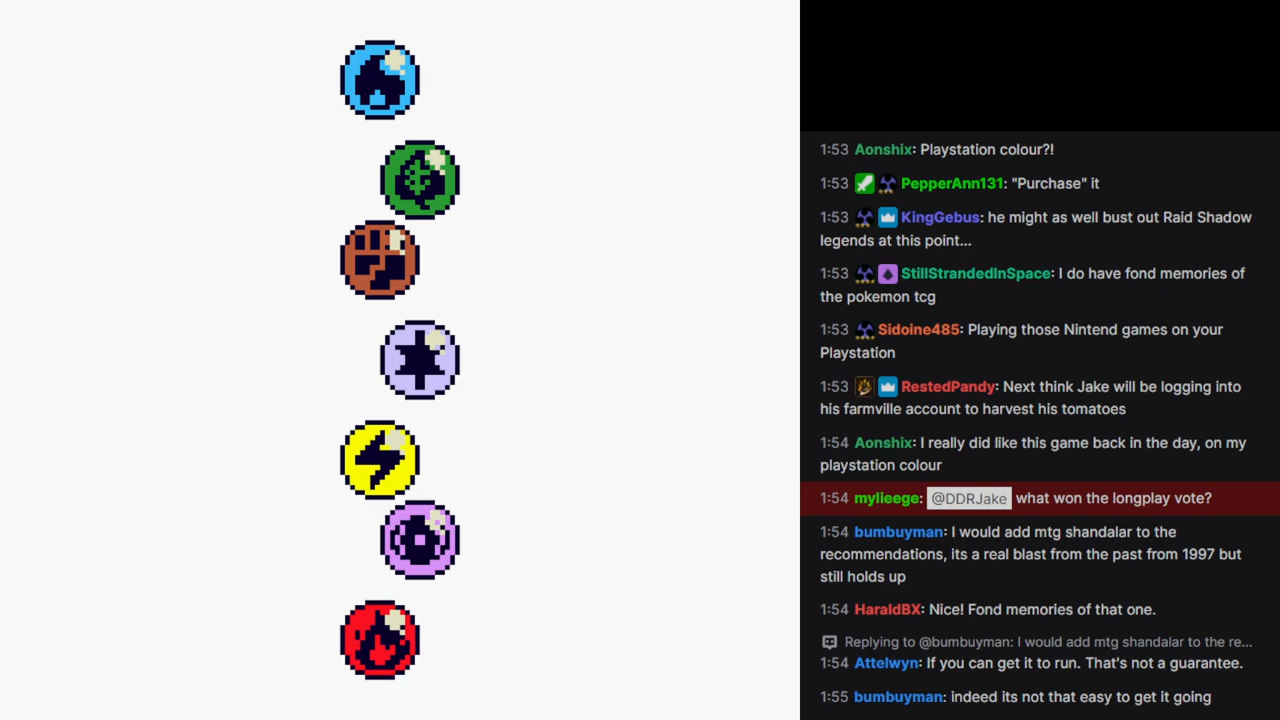 1:53 Aonshix: Playstation colour?!
1:53 PepperAnn131: "Purchase" it
1:53 KingGebus: he might as well bust out Raid Shadow
legends at this point...
1:53 StillStrandedInSpace: I do have fond memories of
the pokemon tcg
1:53 Sidoine485: Playing those Nintend games on your
Playstation
1:53 RestedPandy: Next think Jake will be logging into
his farmville account to harvest his tomatoes
1:54 Aonshix: I really did like this game back in the day, on my
playstation colour
1:54 mylieege: @DDRJake what won the longplay vote?
1:54 bumbuyman: I would add mtg shandalar to the
recommendations, its a real blast from the past from 1997 but
still holds up
1:54 HaraldBX: Nice! Fond memories of that one.
Replying to @bumbuyman: I would add mtg shandalar to the re...
1:54 Attelwyn: If you can get it to run. That's not a guarantee.
1:55 bumbuyman: indeed its not that easy to get it going